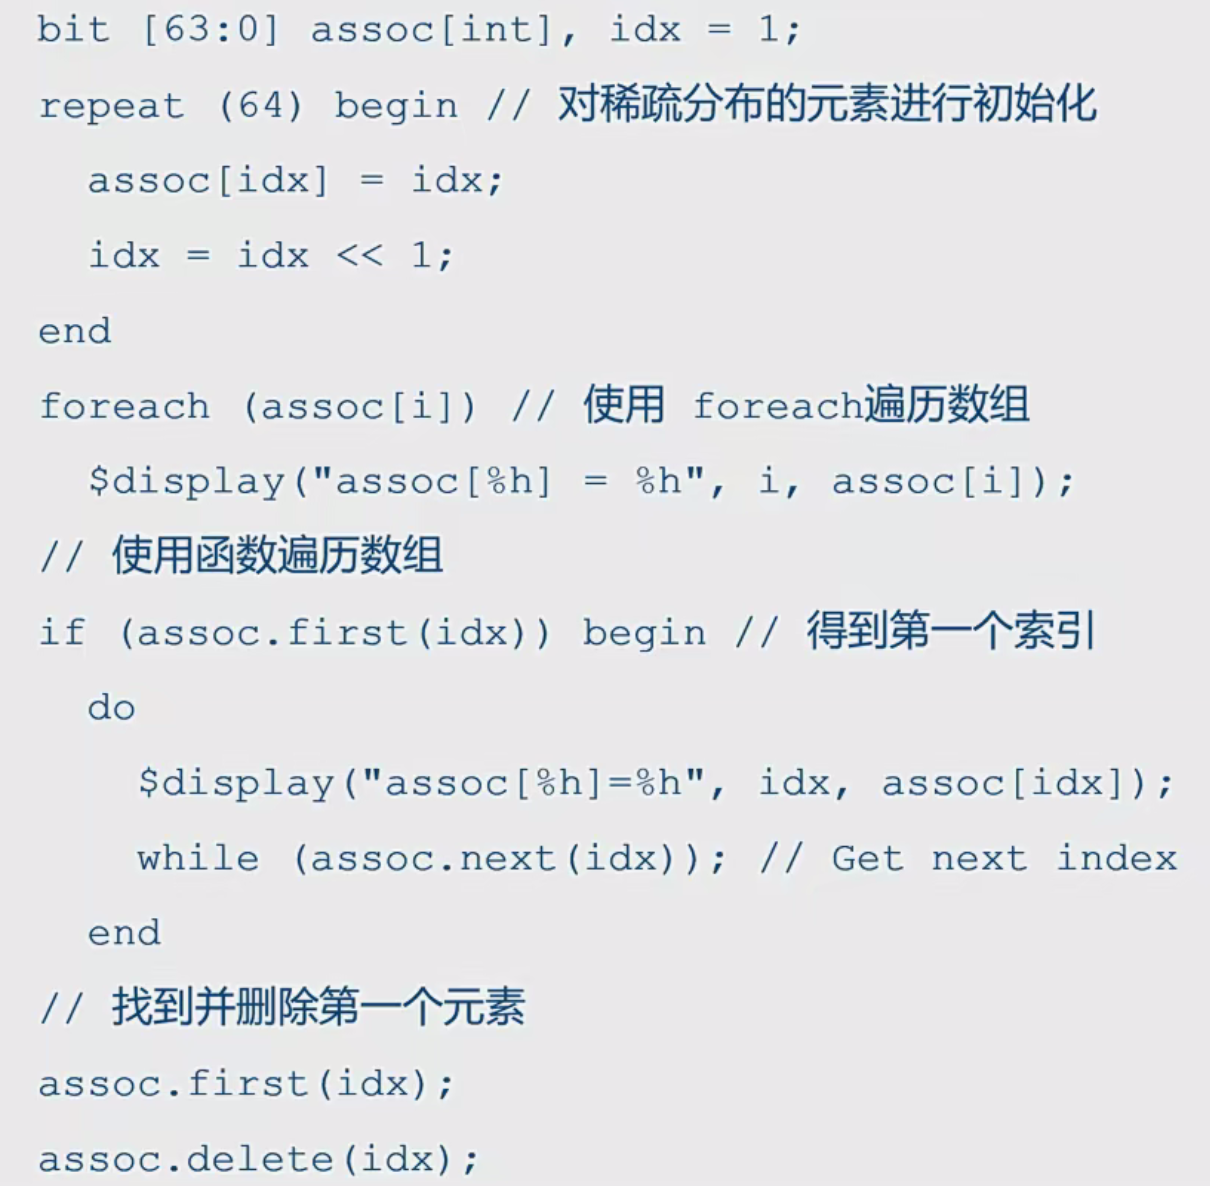 bit [63:0] assoc[int], idx = 1;
repeat (64) begin // 对稀疏分布的元素进行初始化
assoc[idx] = idx;
idx = idx << 1;
end
foreach (assoc[i]) // 使用 foreach遍历数组
$display("assoc[%h] = %h", i, assoc[i]);
// 使用函数遍历数组
if (assoc.first(idx)) begin // 得到第一个索引
do
$display("assoc[%h]=%h", idx, assoc[idx]);
while (assoc.next(idx)); // Get next index
end
// 找到并删除第一个元素
assoc.first(idx);
assoc.delete(idx);